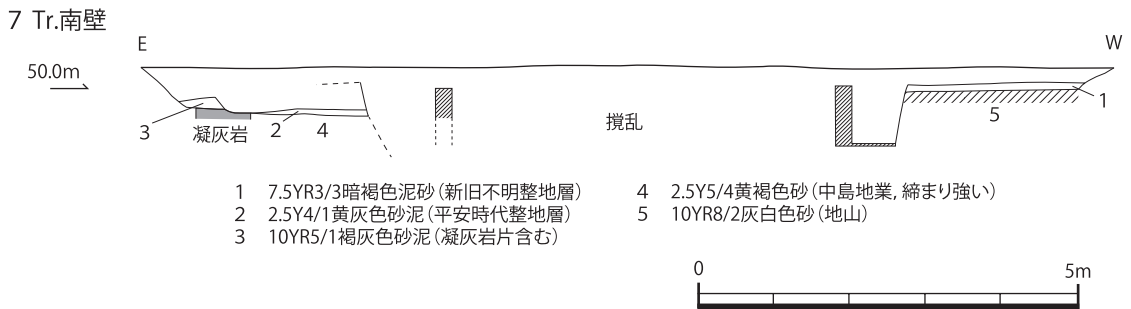 7 Tr.南壁
E
W
50.0m
3
凝灰岩
2
4
撹乱
5
1
1 7.5YR3/3暗褐色泥砂（新旧不明整地層）
2 2.5Y4/1黄灰色砂泥（平安時代整地層）
3 10YR5/1褐灰色砂泥（凝灰岩片含む）
4 2.5Y5/4黄褐色砂（中島地業，締まり強い）
5 10YR8/2灰白色砂（地山）
0
5m